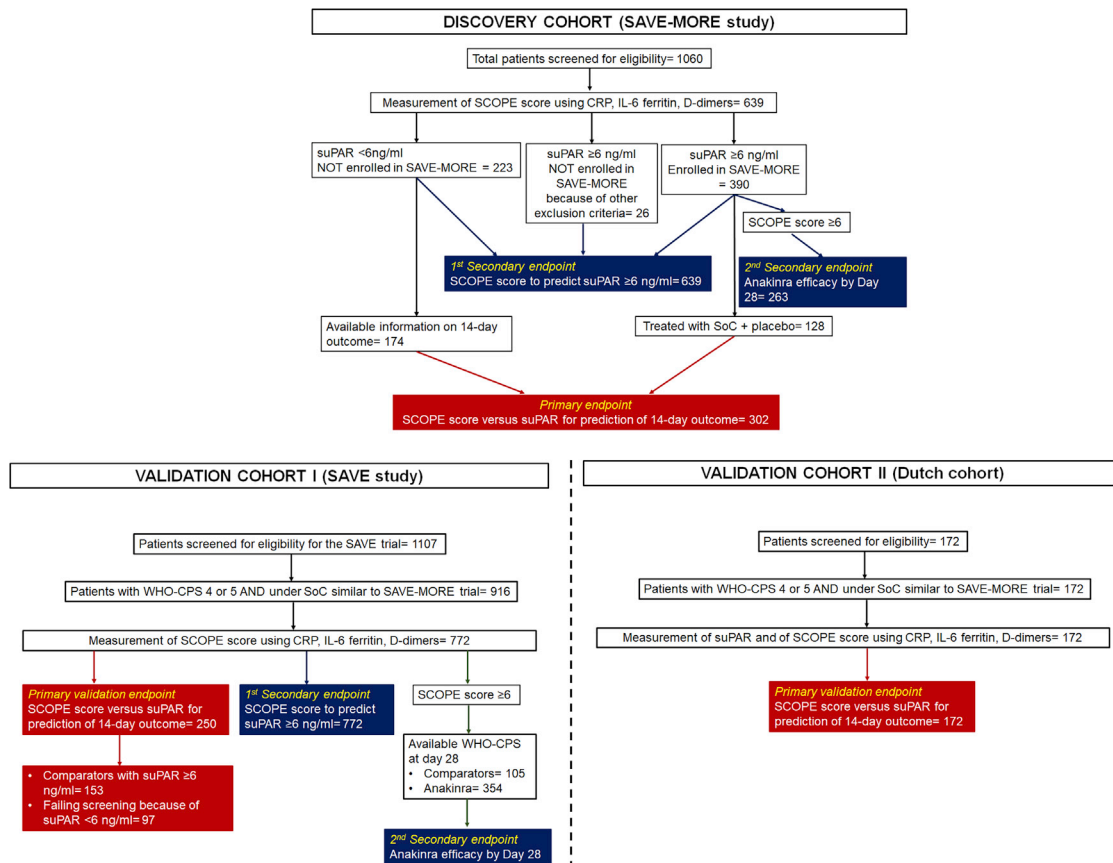 DISCOVERY COHORT (SAVE-MORE study)
Total patients screened for eligibility= 1060
Measurement of SCOPE score using CRP, IL-6 ferritin, D-dimers= 639
suPAR <6ng/ml
NOT enrolled in SAVE-MORE = 223
suPAR ≥6 ng/ml
NOT enrolled in
SAVE-MORE
because of other
exclusion criteria= 26
suPAR ≥6 ng/ml
Enrolled in SAVE-MORE
= 390
SCOPE score ≥6
1st Secondary endpoint
SCOPE score to predict suPAR ≥6 ng/ml= 639
2nd Secondary endpoint
Anakinra efficacy by Day
28= 263
Available information on 14-day
outcome= 174
Treated with SoC + placebo= 128
Primary endpoint
SCOPE score versus suPAR for prediction of 14-day outcome= 302
VALIDATION COHORT I (SAVE study)
Patients screened for eligibility for the SAVE trial= 1107
Patients with WHO-CPS 4 or 5 AND under SoC similar to SAVE-MORE trial= 916
Measurement of SCOPE score using CRP, IL-6 ferritin, D-dimers= 772
Primary validation endpoint
SCOPE score versus suPAR for
prediction of 14-day outcome= 250
1st Secondary endpoint
SCOPE score to predict
suPAR ≥6 ng/ml= 772
SCOPE score ≥6
• Comparators with suPAR ≥6
ng/ml= 153
• Failing screening because of
suPAR <6 ng/ml= 97
Available WHO-CPS
at day 28
• Comparators= 105
• Anakinra= 354
2nd Secondary endpoint
Anakinra efficacy by Day 28
VALIDATION COHORT II (Dutch cohort)
Patients screened for eligibility= 172
Patients with WHO-CPS 4 or 5 AND under SoC similar to SAVE-MORE trial= 172
Measurement of suPAR and of SCOPE score using CRP, IL-6 ferritin, D-dimers= 172
Primary validation endpoint
SCOPE score versus suPAR for
prediction of 14-day outcome= 172